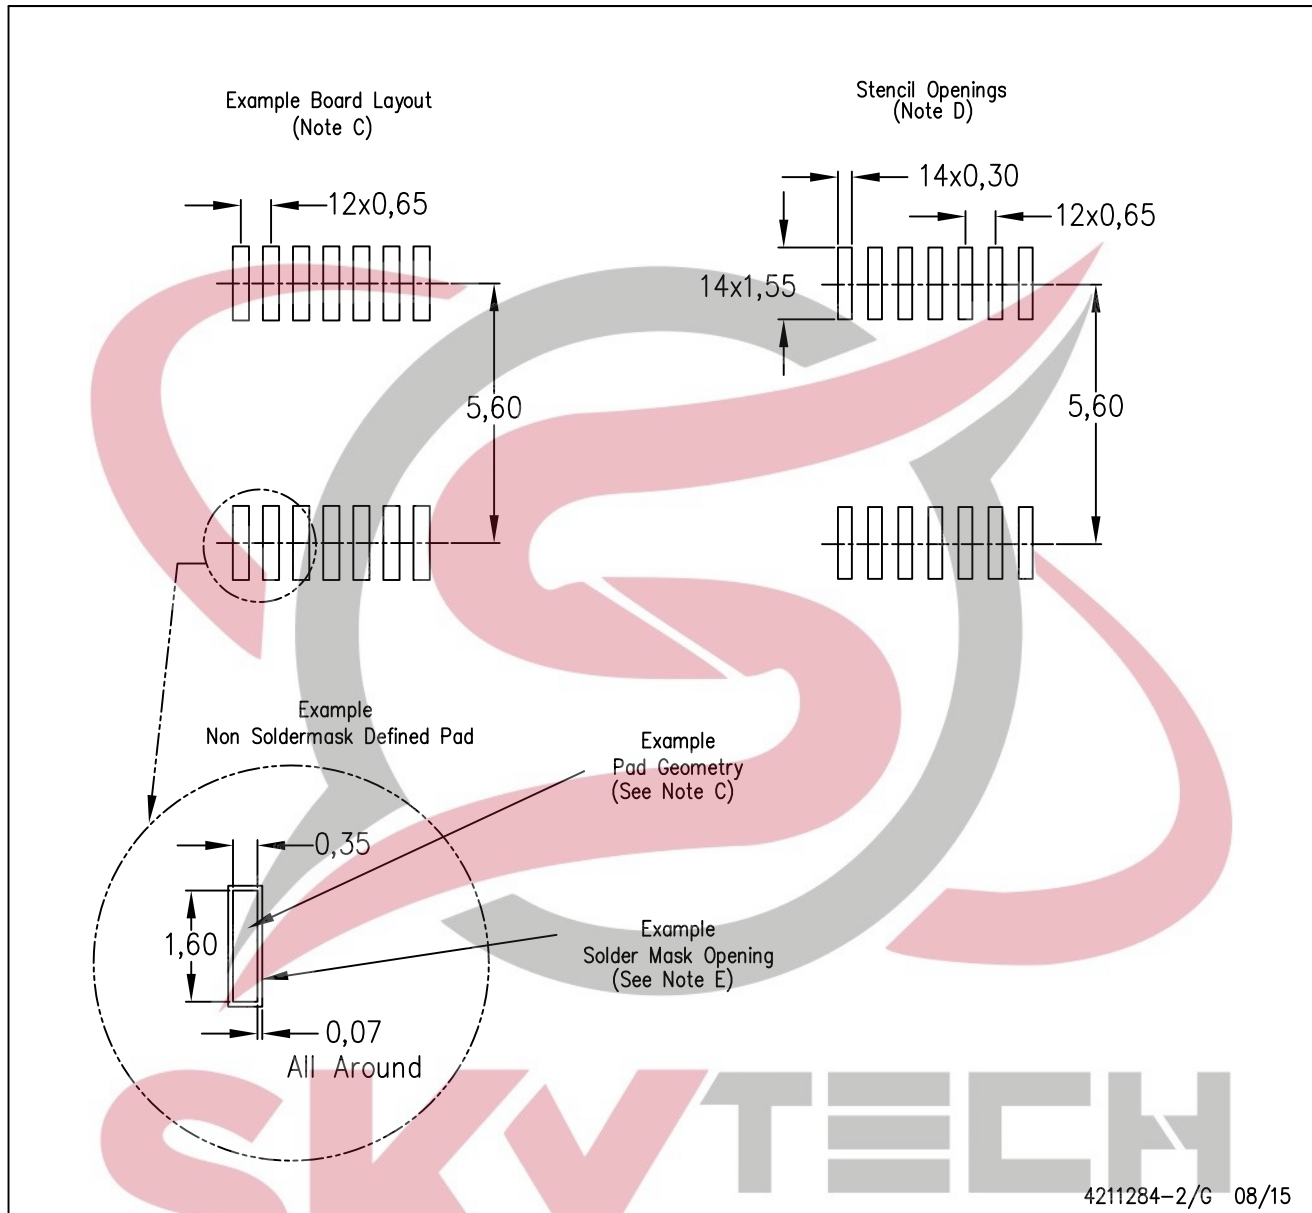 Example Board Layout
(Note C)
Stencil Openings
(Note D)
12x0,65
14x0,30
12x0,65
14x1,55
5,60
5,60
Example
Non Soldermask Defined Pad
Example
Pad Geometry
(See Note C)
0,35
1,60
Example
Solder Mask Opening
(See Note E)
0,07
All Around
SKYTECH
4211284-2/G 08/15